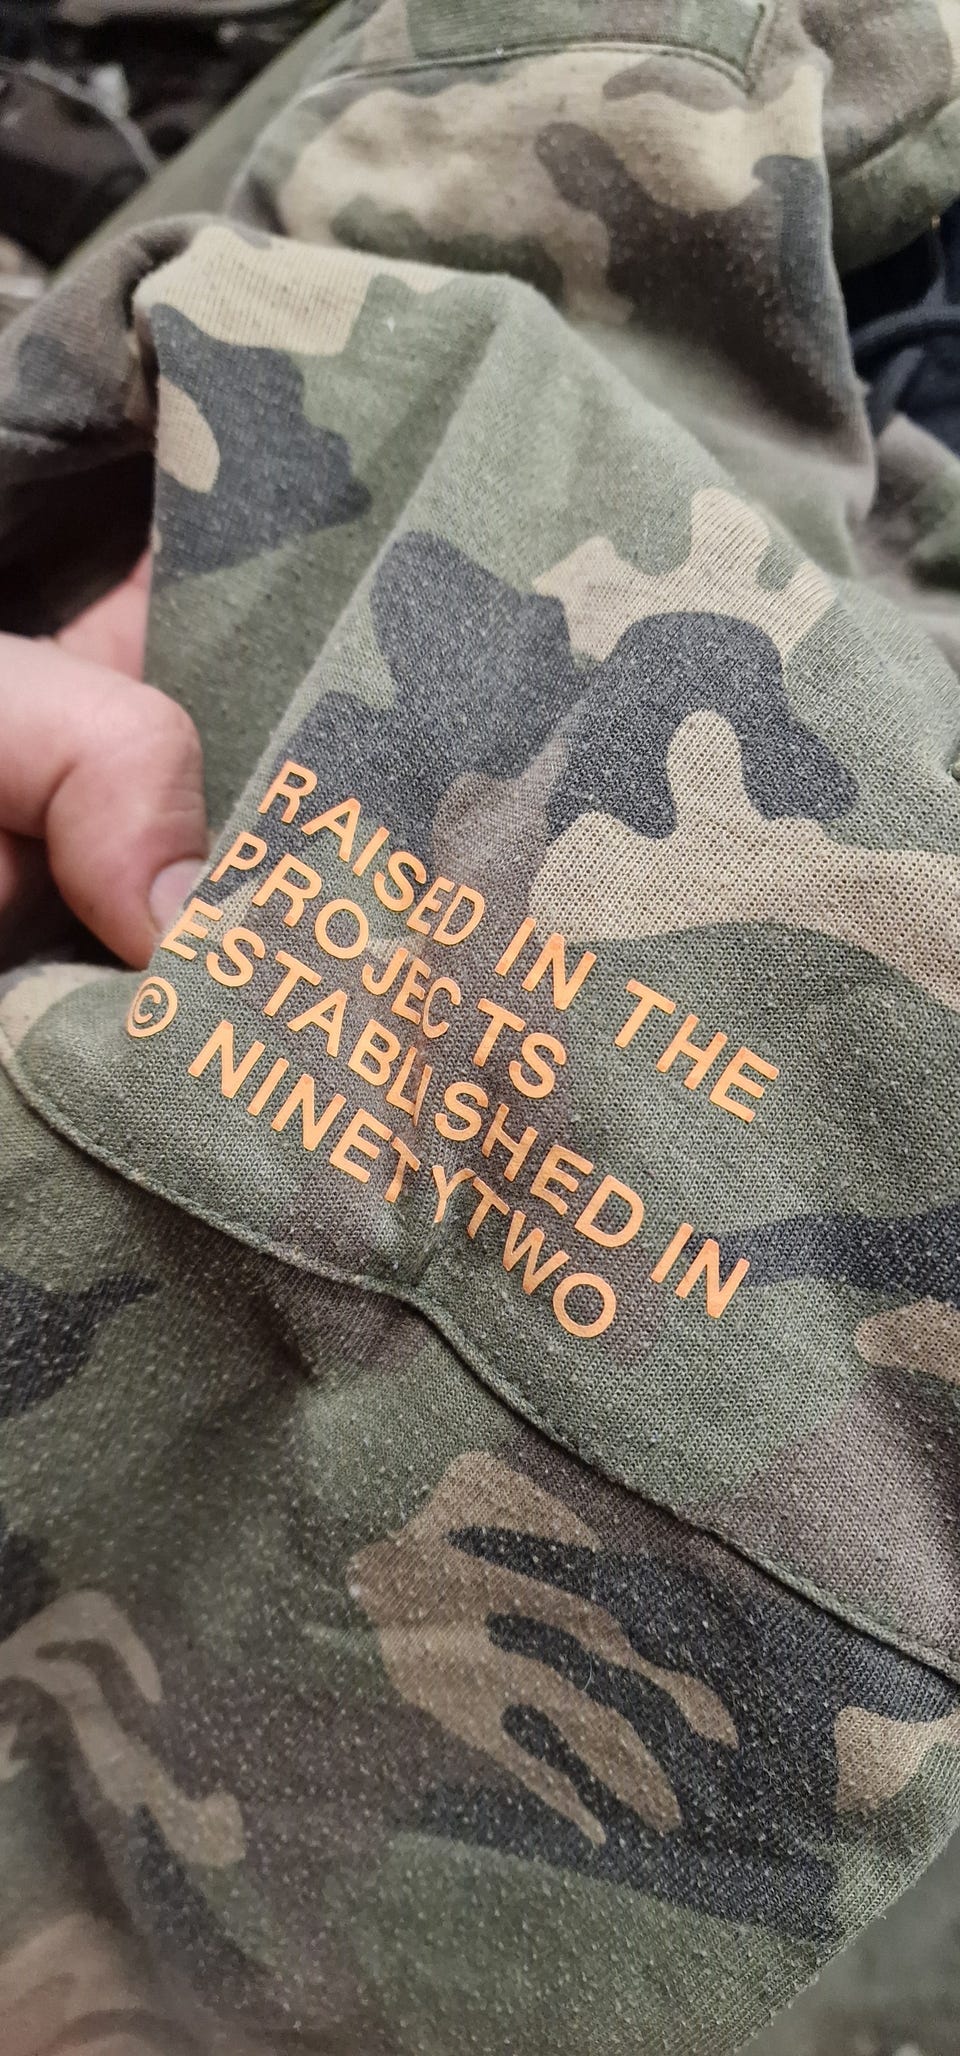 RAISED IN THE
PROJECTS
ESTABLISHED IN
© NINETYTWO